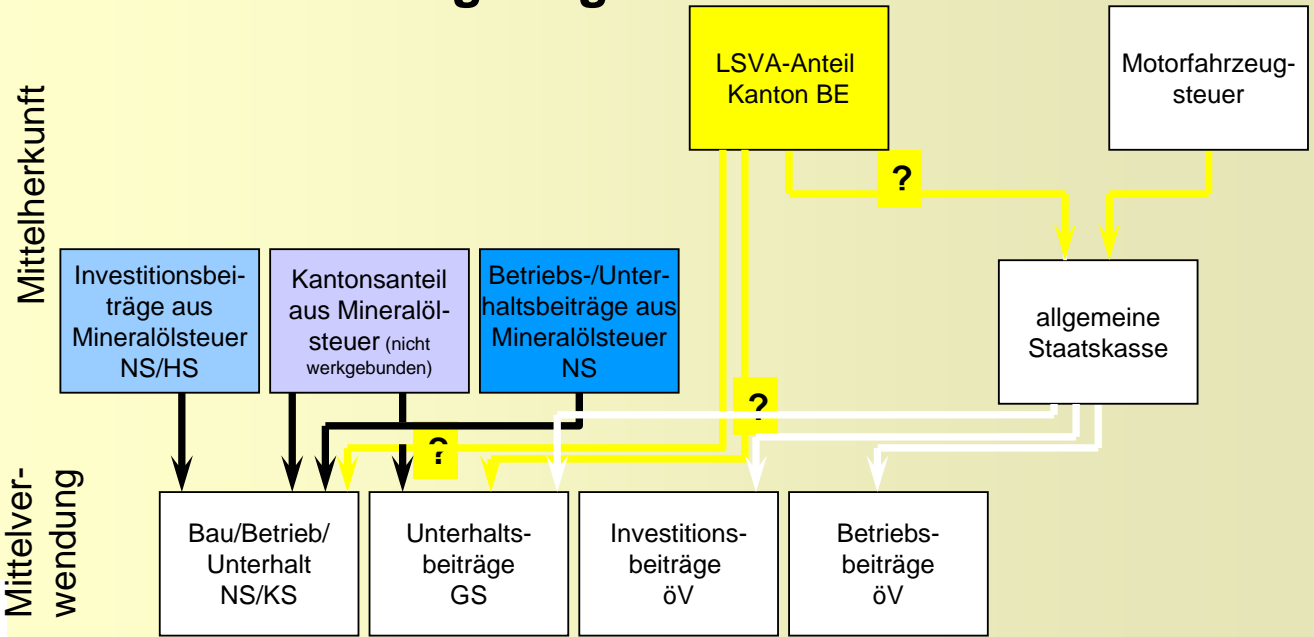 Mittelherkunft
LSVA-Anteil
Kanton BE
Motorfahrzeug-
steuer
?
Investitionsbei-
träge aus
Mineralölsteuer
NS/HS
Kantonsanteil
aus Mineralöl-
steuer (nicht
werkgebunden)
Betriebs-/Unter-
haltsbeiträge aus
Mineralölsteuer
NS
allgemeine
Staatskasse
?
?
Mittelver-
wendung
Bau/Betrieb/
Unterhalt
NS/KS
Unterhalts-
beiträge
GS
Investitions-
beiträge
öV
Betriebs-
beiträge
öV